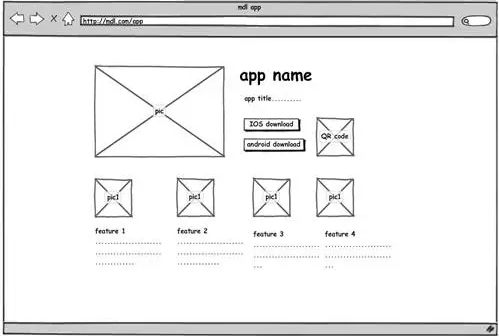 mdl app
http://mdl.com/app
app name
pic
app title..........
IOS download
QR code
android download
pic1 pic1 pic1 pic1
feature 1 feature 2 feature 3 feature 4